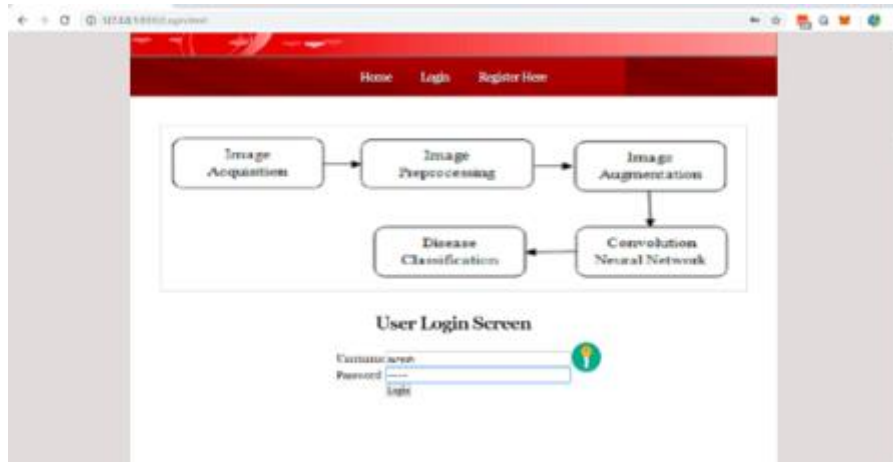 Home Login Register Here
Image
Acquisition
Image
Preprocessing
Image
Augmentation
Disease
Classification
Convolution
Neural Network
User Login Screen
Username
Password
Login